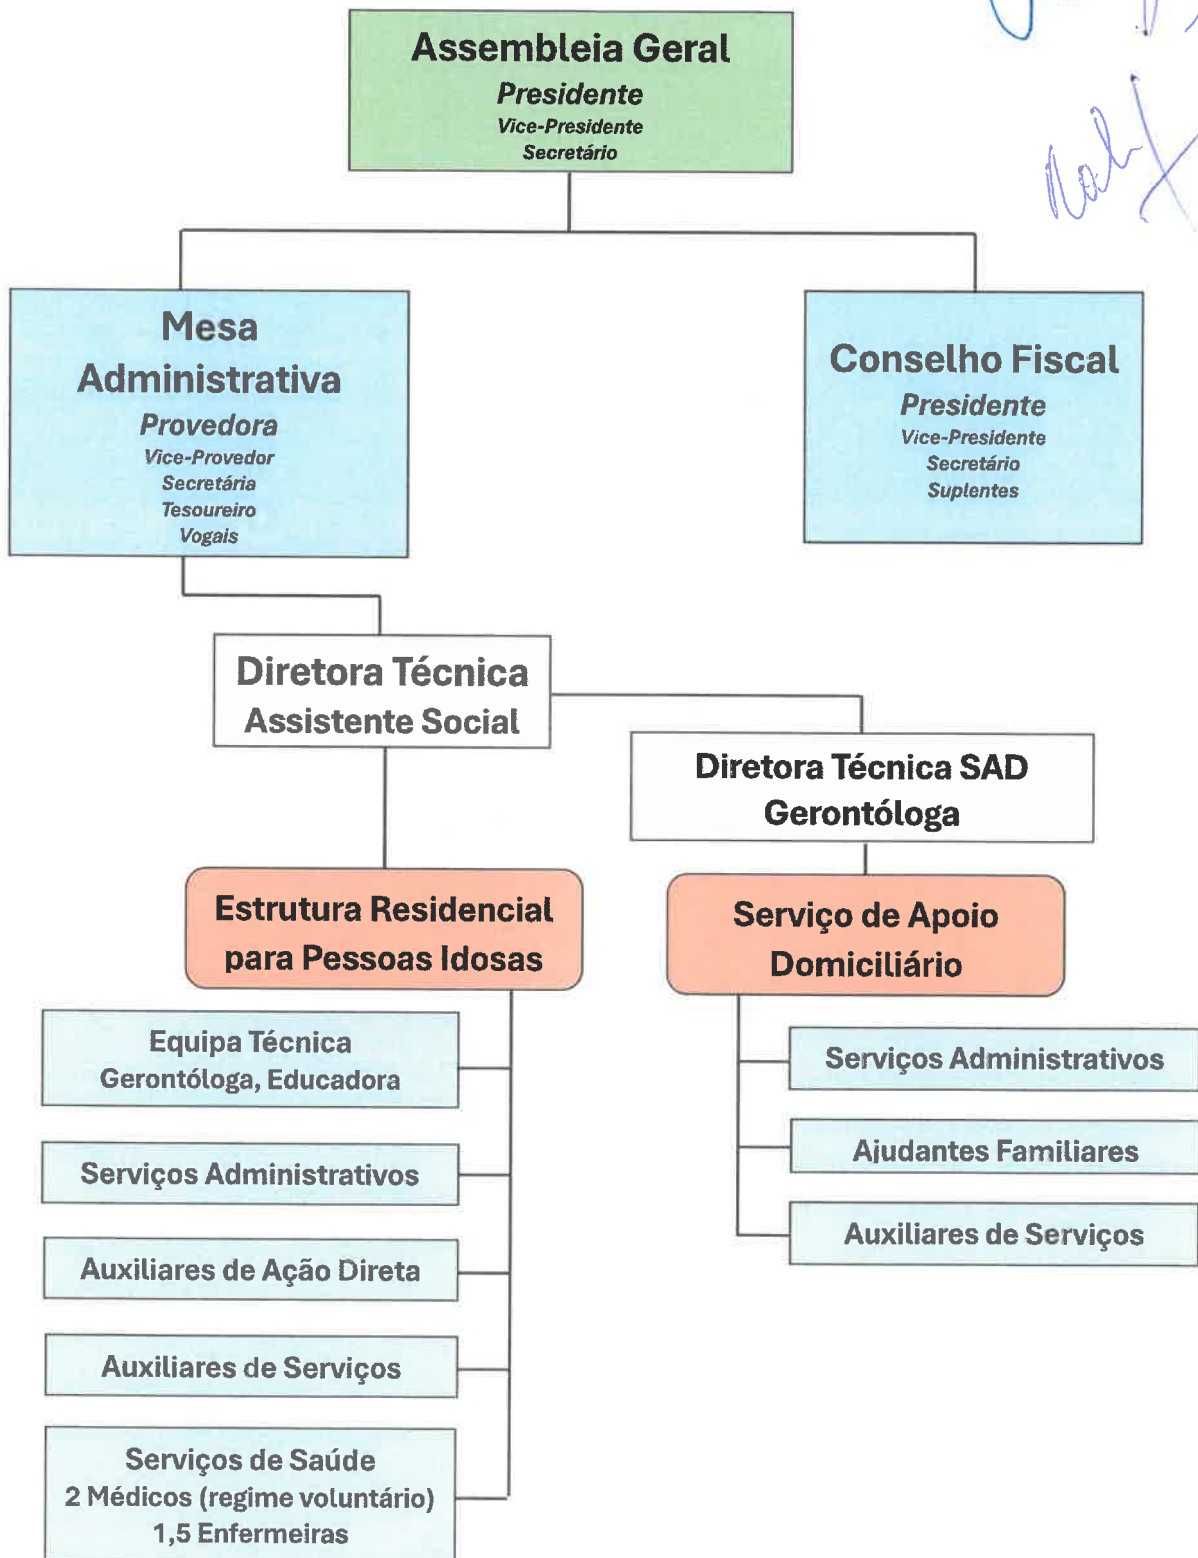 Assembleia Geral
Presidente
Vice-Presidente
Secretário
Mesa
Administrativa
Provedora
Vice-Provedor
Secretária
Tesoureiro
Vogais
Conselho Fiscal
Presidente
Vice-Presidente
Secretário
Suplentes
Diretora Técnica
Assistente Social
Diretora Técnica SAD
Gerontóloga
Estrutura Residencial
para Pessoas Idosas
Equipa Técnica
Gerontóloga, Educadora
Serviços Administrativos
Auxiliares de Ação Direta
Auxiliares de Serviços
Serviços de Saúde
2 Médicos (regime voluntário)
1,5 Enfermeiras
Serviço de Apoio
Domiciliário
Serviços Administrativos
Ajudantes Familiares
Auxiliares de Serviços